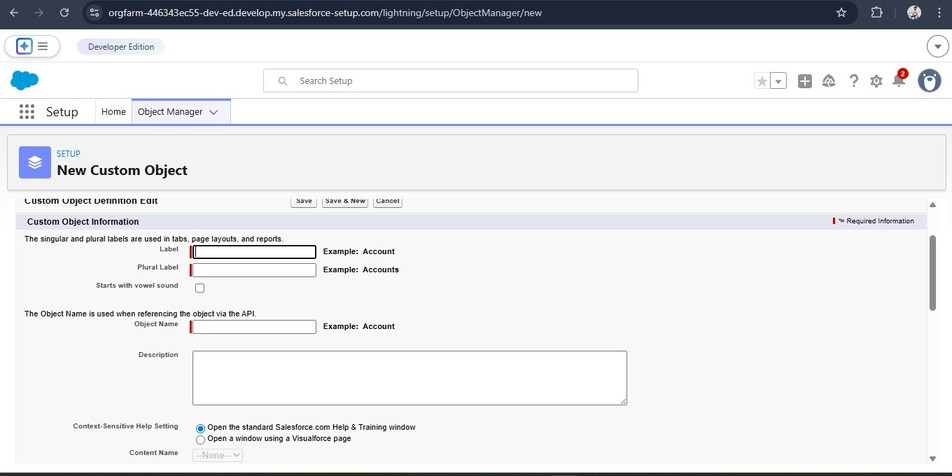 orgfarm-446343ec55-dev-ed.develop.my.salesforce-setup.com/lightning/setup/ObjectManager/new
Developer Edition
Search Setup
2
Setup
Home
Object Manager
SETUP
New Custom Object
Custom Object Definition Edit
Save
Save & New
Cancel
Custom Object Information
= Required Information
The singular and plural labels are used in tabs, page layouts, and reports.
Label
Example: Account
Plural Label
Example: Accounts
Starts with vowel sound
The Object Name is used when referencing the object via the API.
Object Name
Example: Account
Description
Context-Sensitive Help Setting
Open the standard Salesforce.com Help & Training window
Open a window using a Visualforce page
Content Name
--None--